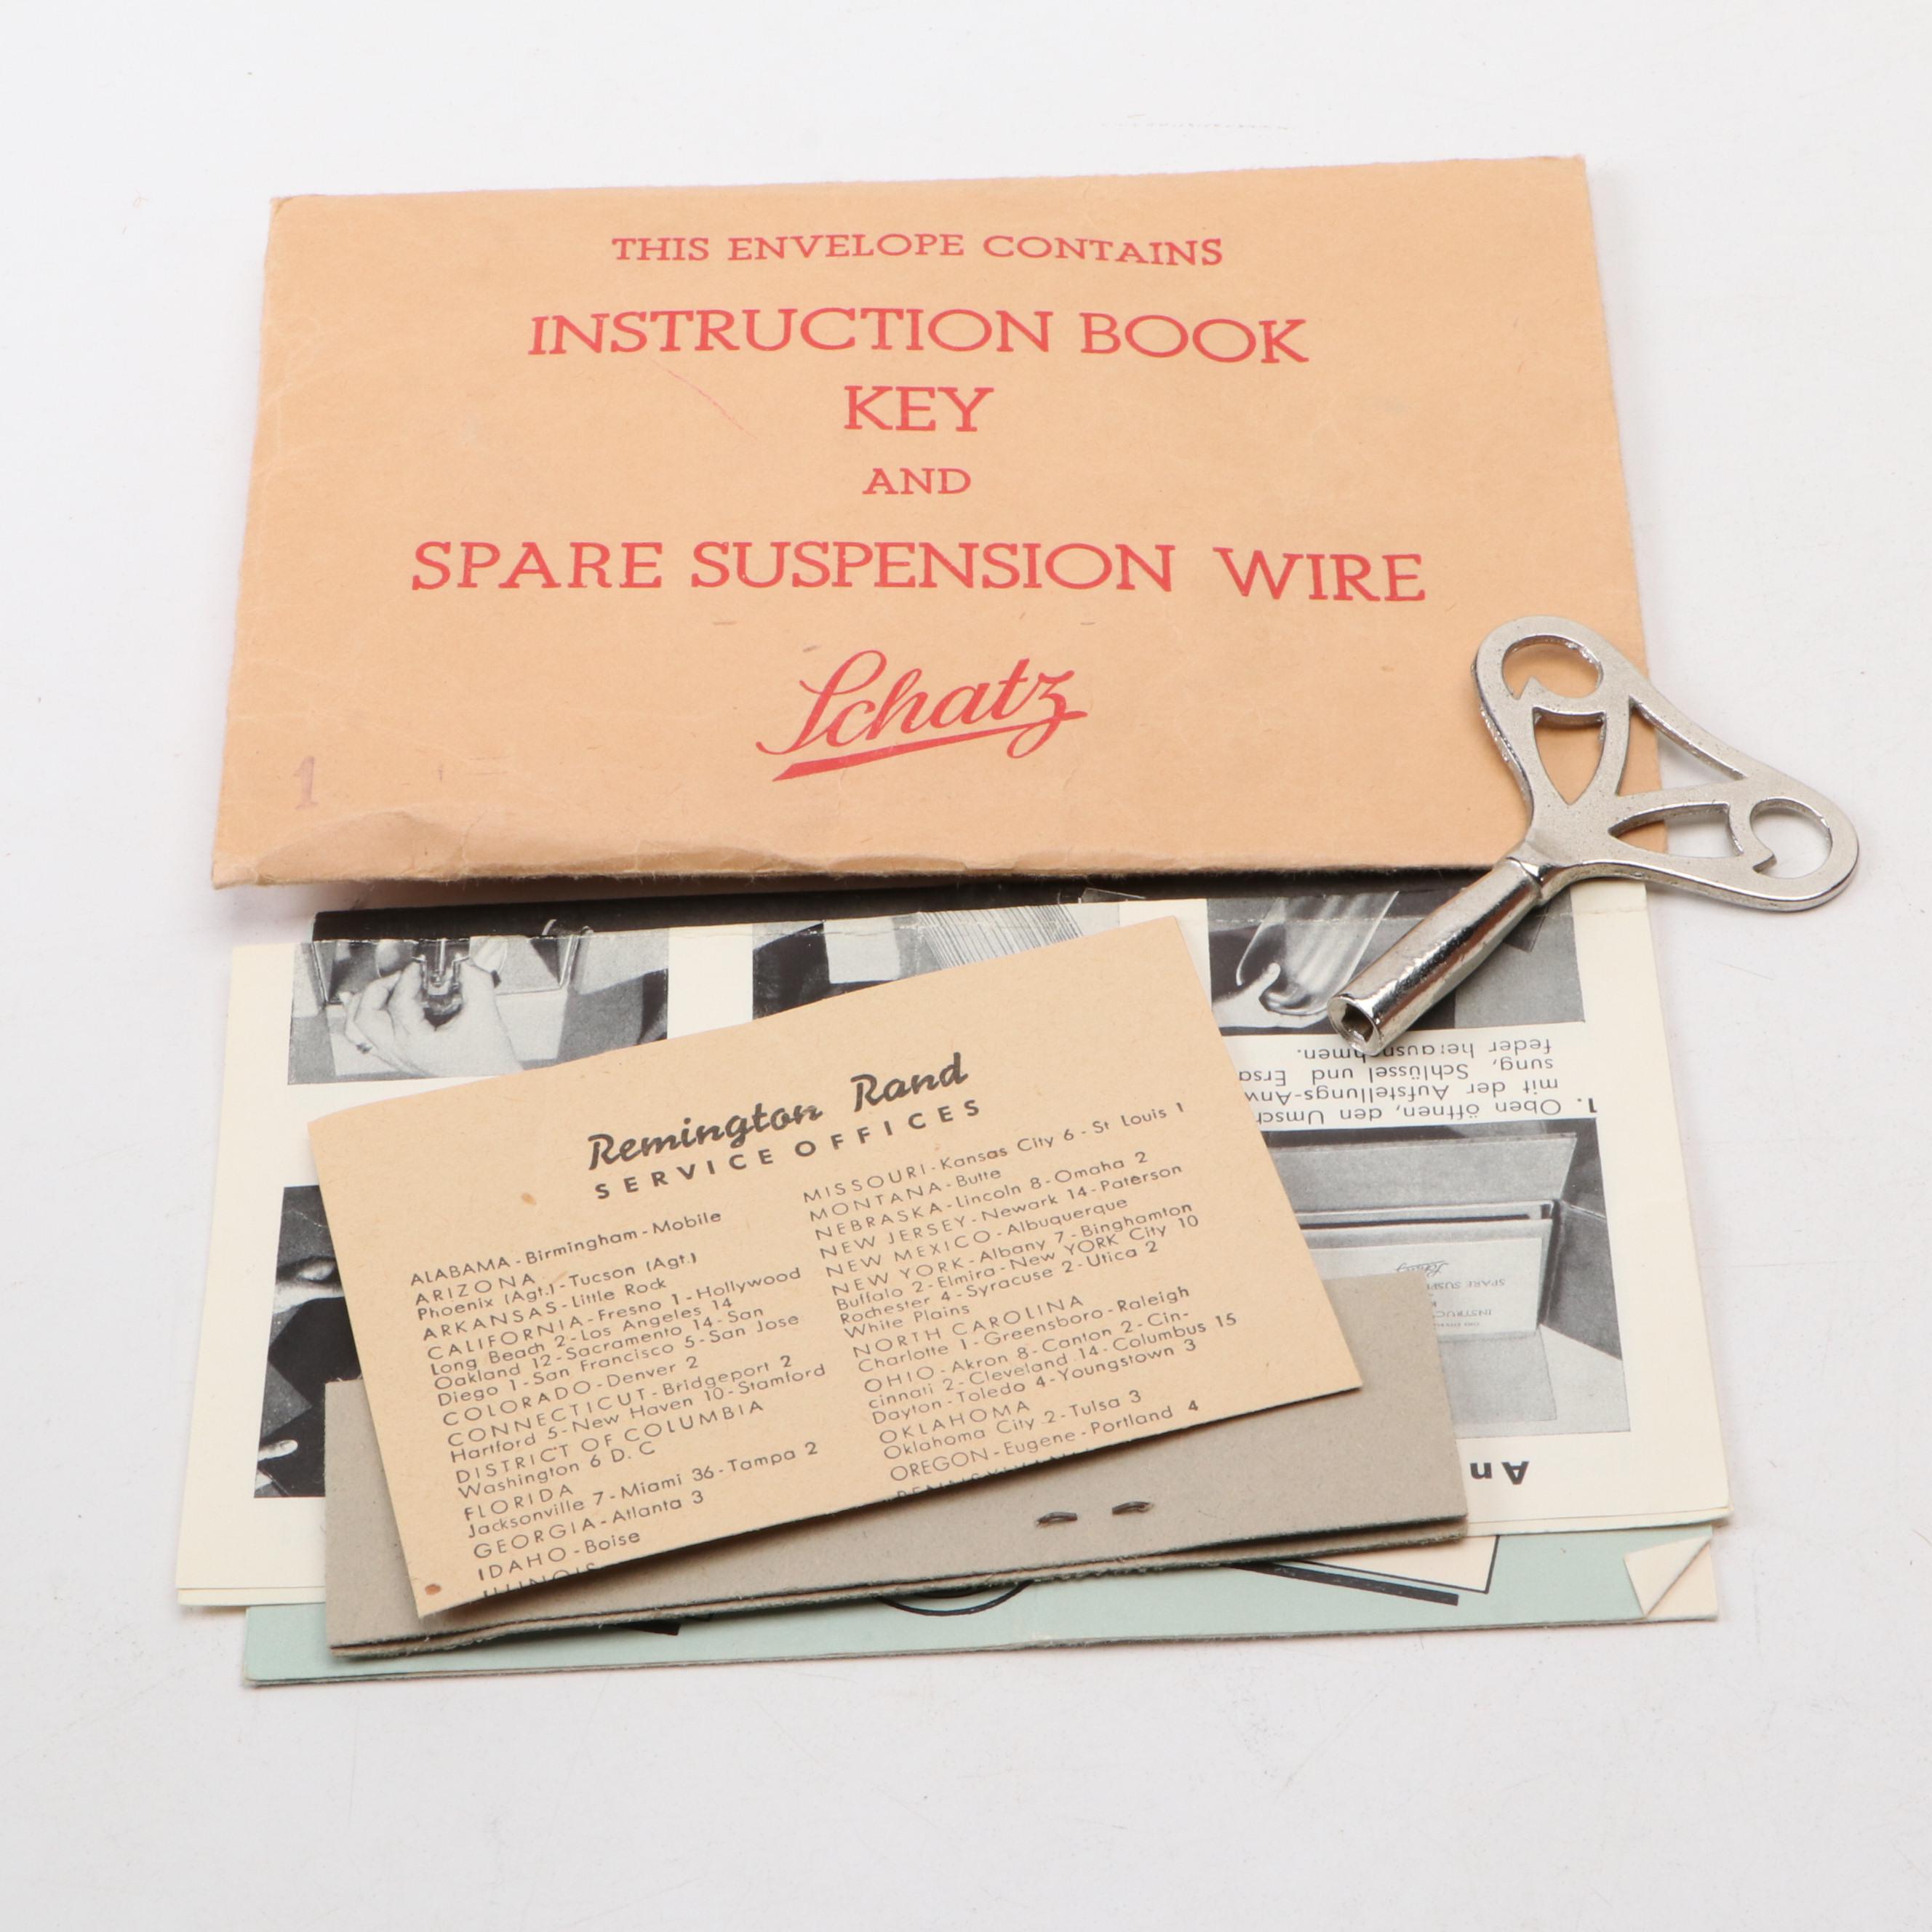 THIS ENVELOPE CONTAINS
INSTRUCTION BOOK
KEY
AND
SPARE SUSPENSION WIRE
Schatz
1
Remington Rand
SERVICE OFFICES
ALABAMA - Birmingham - Mobile
ARIZONA
Phoenix (Agt.) - Tucson (Agt.)
ARKANSAS - Little Rock
CALIFORNIA - Fresno 1 - Hollywood
Long Beach 2 - Los Angeles 14
Oakland 12 - Sacramento 14 - San
Diego 1 - San Francisco 5 - San Jose
COLORADO - Denver 2
CONNECTICUT - Bridgeport 2
Hartford 5 - New Haven 10 - Stamford
DISTRICT OF COLUMBIA
Washington 6 D. C
FLORIDA
Jacksonville 7 - Miami 36 - Tampa 2
GEORGIA - Atlanta 3
IDAHO - Boise
ILLINOIS
MISSOURI - Kansas City 6 - St Louis 1
MONTANA - Butte
NEBRASKA - Lincoln 8 - Omaha 2
NEW JERSEY - Newark 14 - Paterson
NEW MEXICO - Albuquerque
NEW YORK - Albany 7 - Binghamton
Buffalo 2 - Elmira - New YORK City 10
Rochester 4 - Syracuse 2 - Utica 2
White Plains
NORTH CAROLINA
Charlotte 1 - Greensboro - Raleigh
OHIO - Akron 8 - Canton 2 - Cin-
cinnati 2 - Cleveland 14 - Columbus 15
Dayton - Toledo 4 - Youngstown 3
OKLAHOMA
Oklahoma City 2 - Tulsa 3
OREGON - Eugene - Portland 4
An
1. Oben öffnen, den Umsch
mit der Aufstellungs-Anw
sung, Schlüssel und Ersa
feder herausnehmen.
SPARE SUSP
INSTRUC